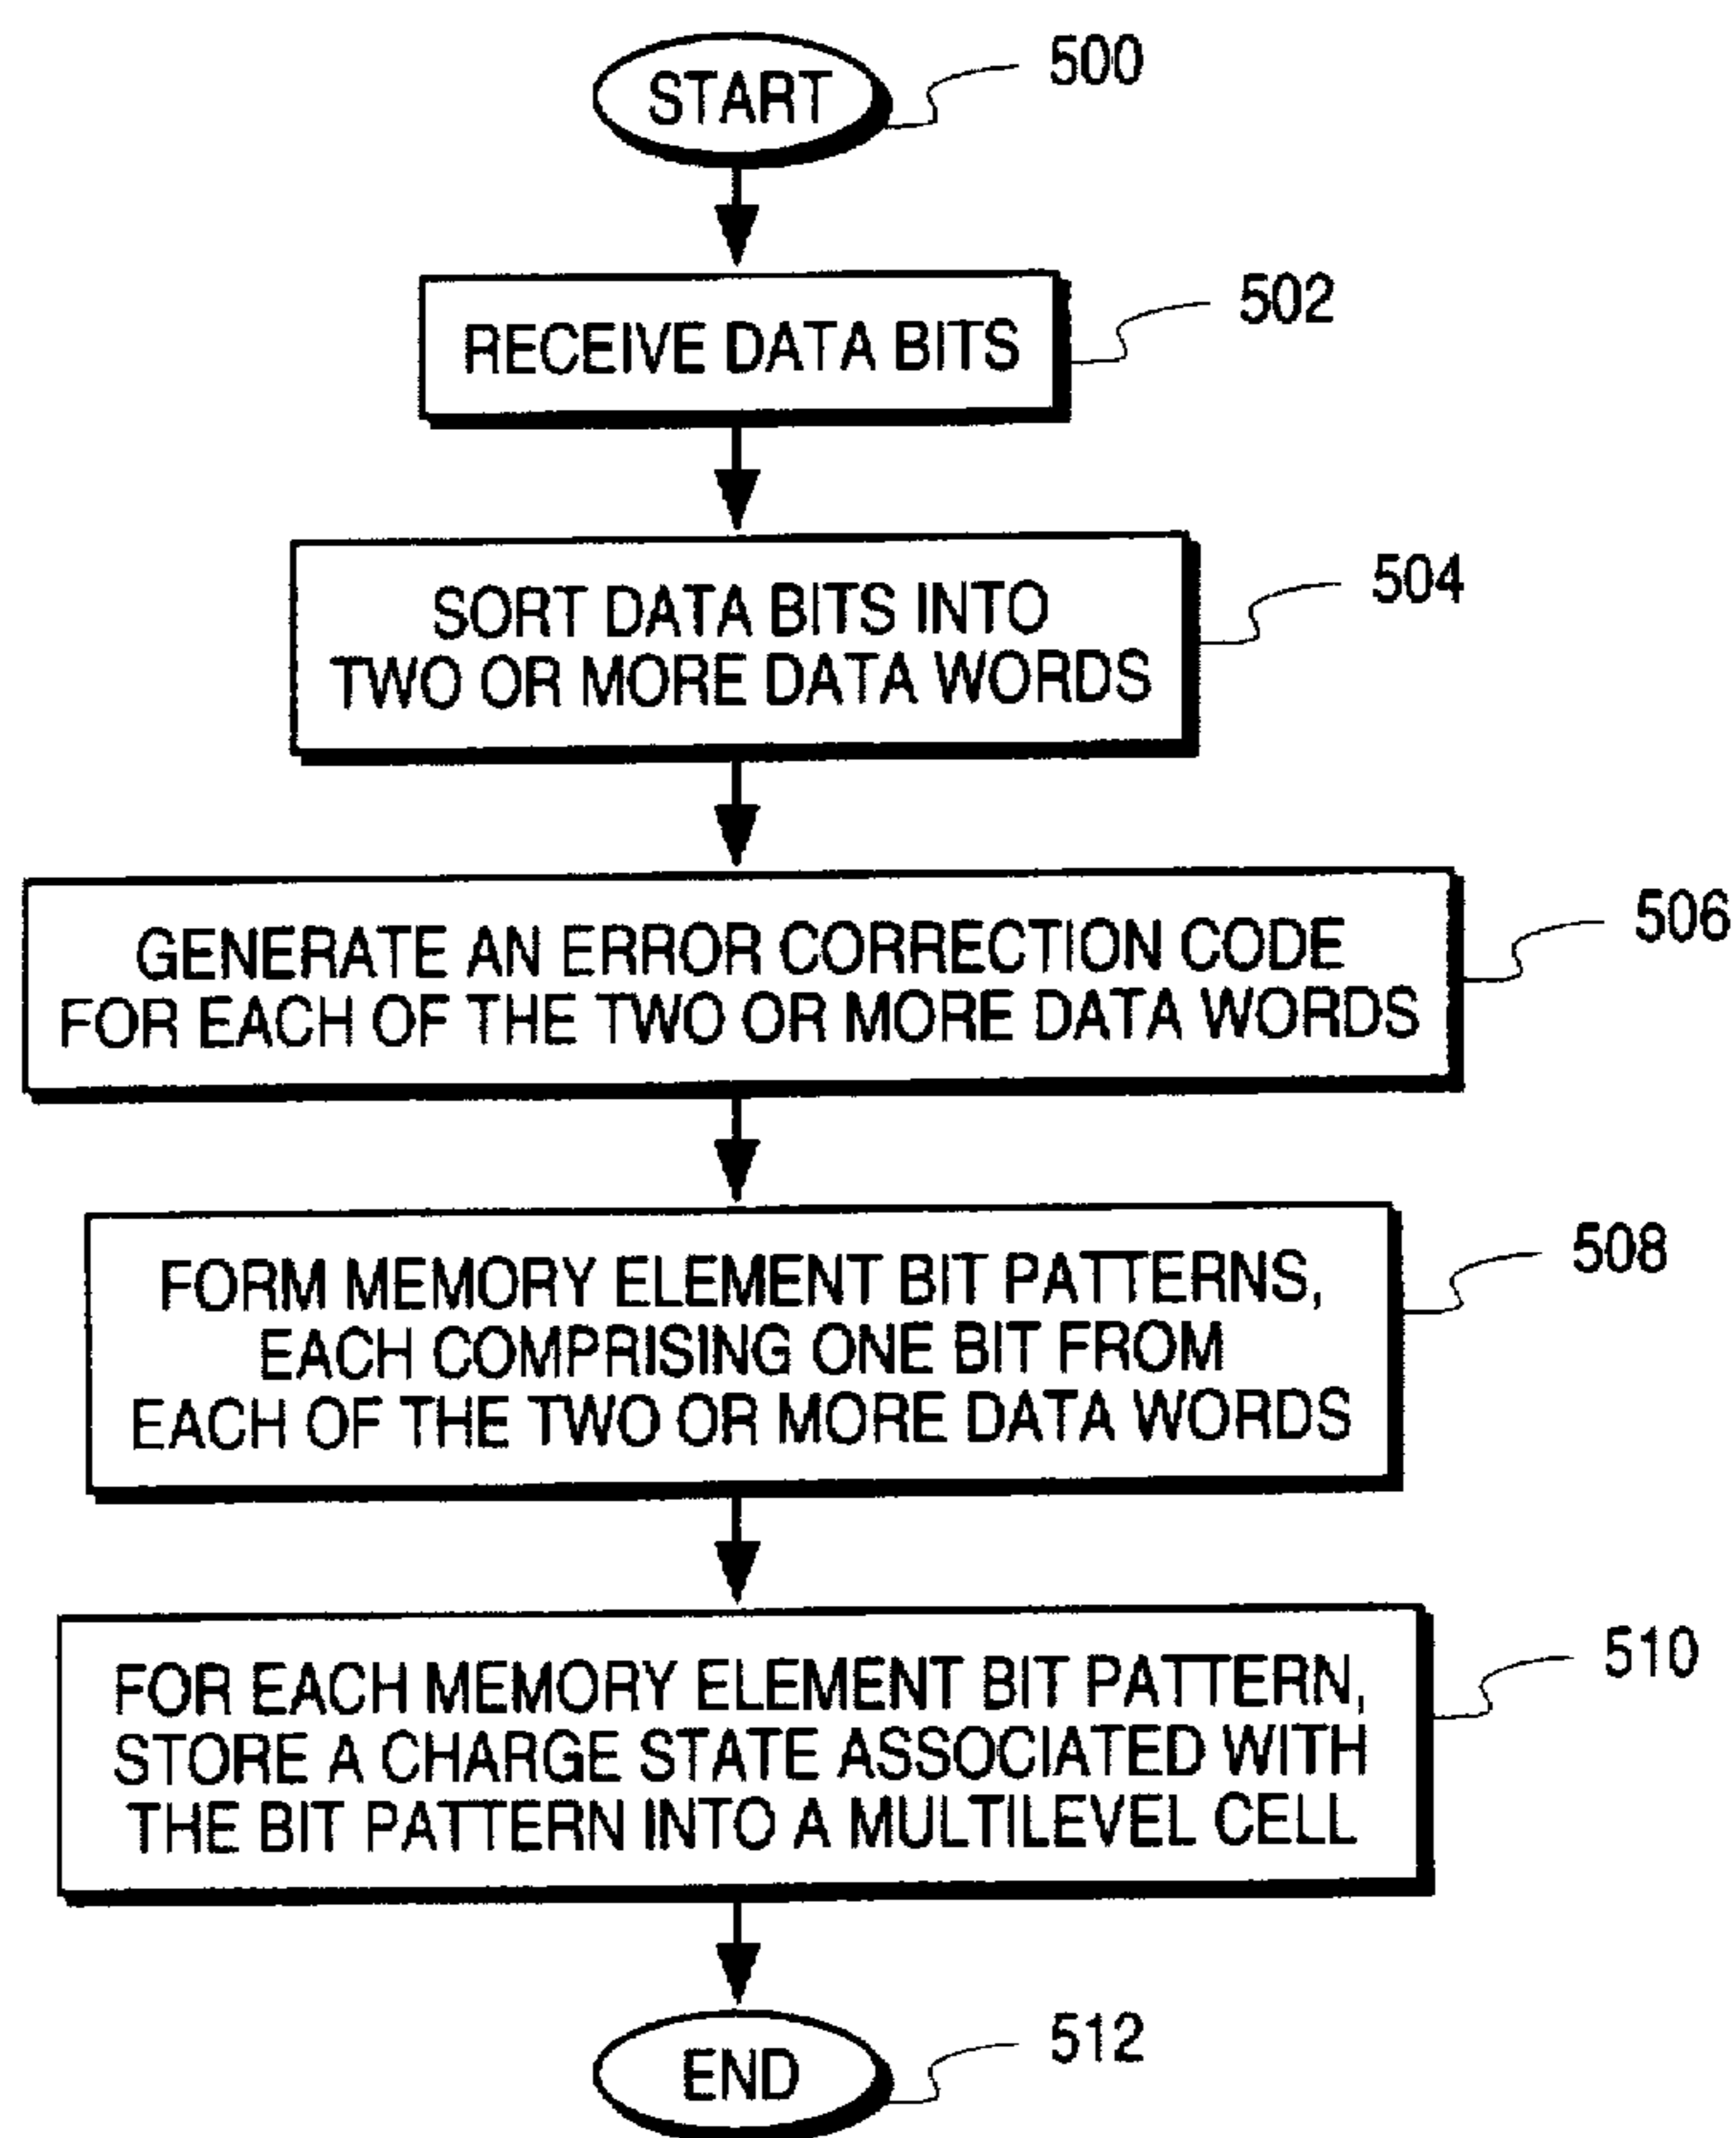 START
500
RECEIVE DATA BITS
502
SORT DATA BITS INTO
TWO OR MORE DATA WORDS
504
GENERATE AN ERROR CORRECTION CODE
FOR EACH OF THE TWO OR MORE DATA WORDS
506
FORM MEMORY ELEMENT BIT PATTERNS,
EACH COMPRISING ONE BIT FROM
EACH OF THE TWO OR MORE DATA WORDS
508
FOR EACH MEMORY ELEMENT BIT PATTERN,
STORE A CHARGE STATE ASSOCIATED WITH
THE BIT PATTERN INTO A MULTILEVEL CELL
510
END
512